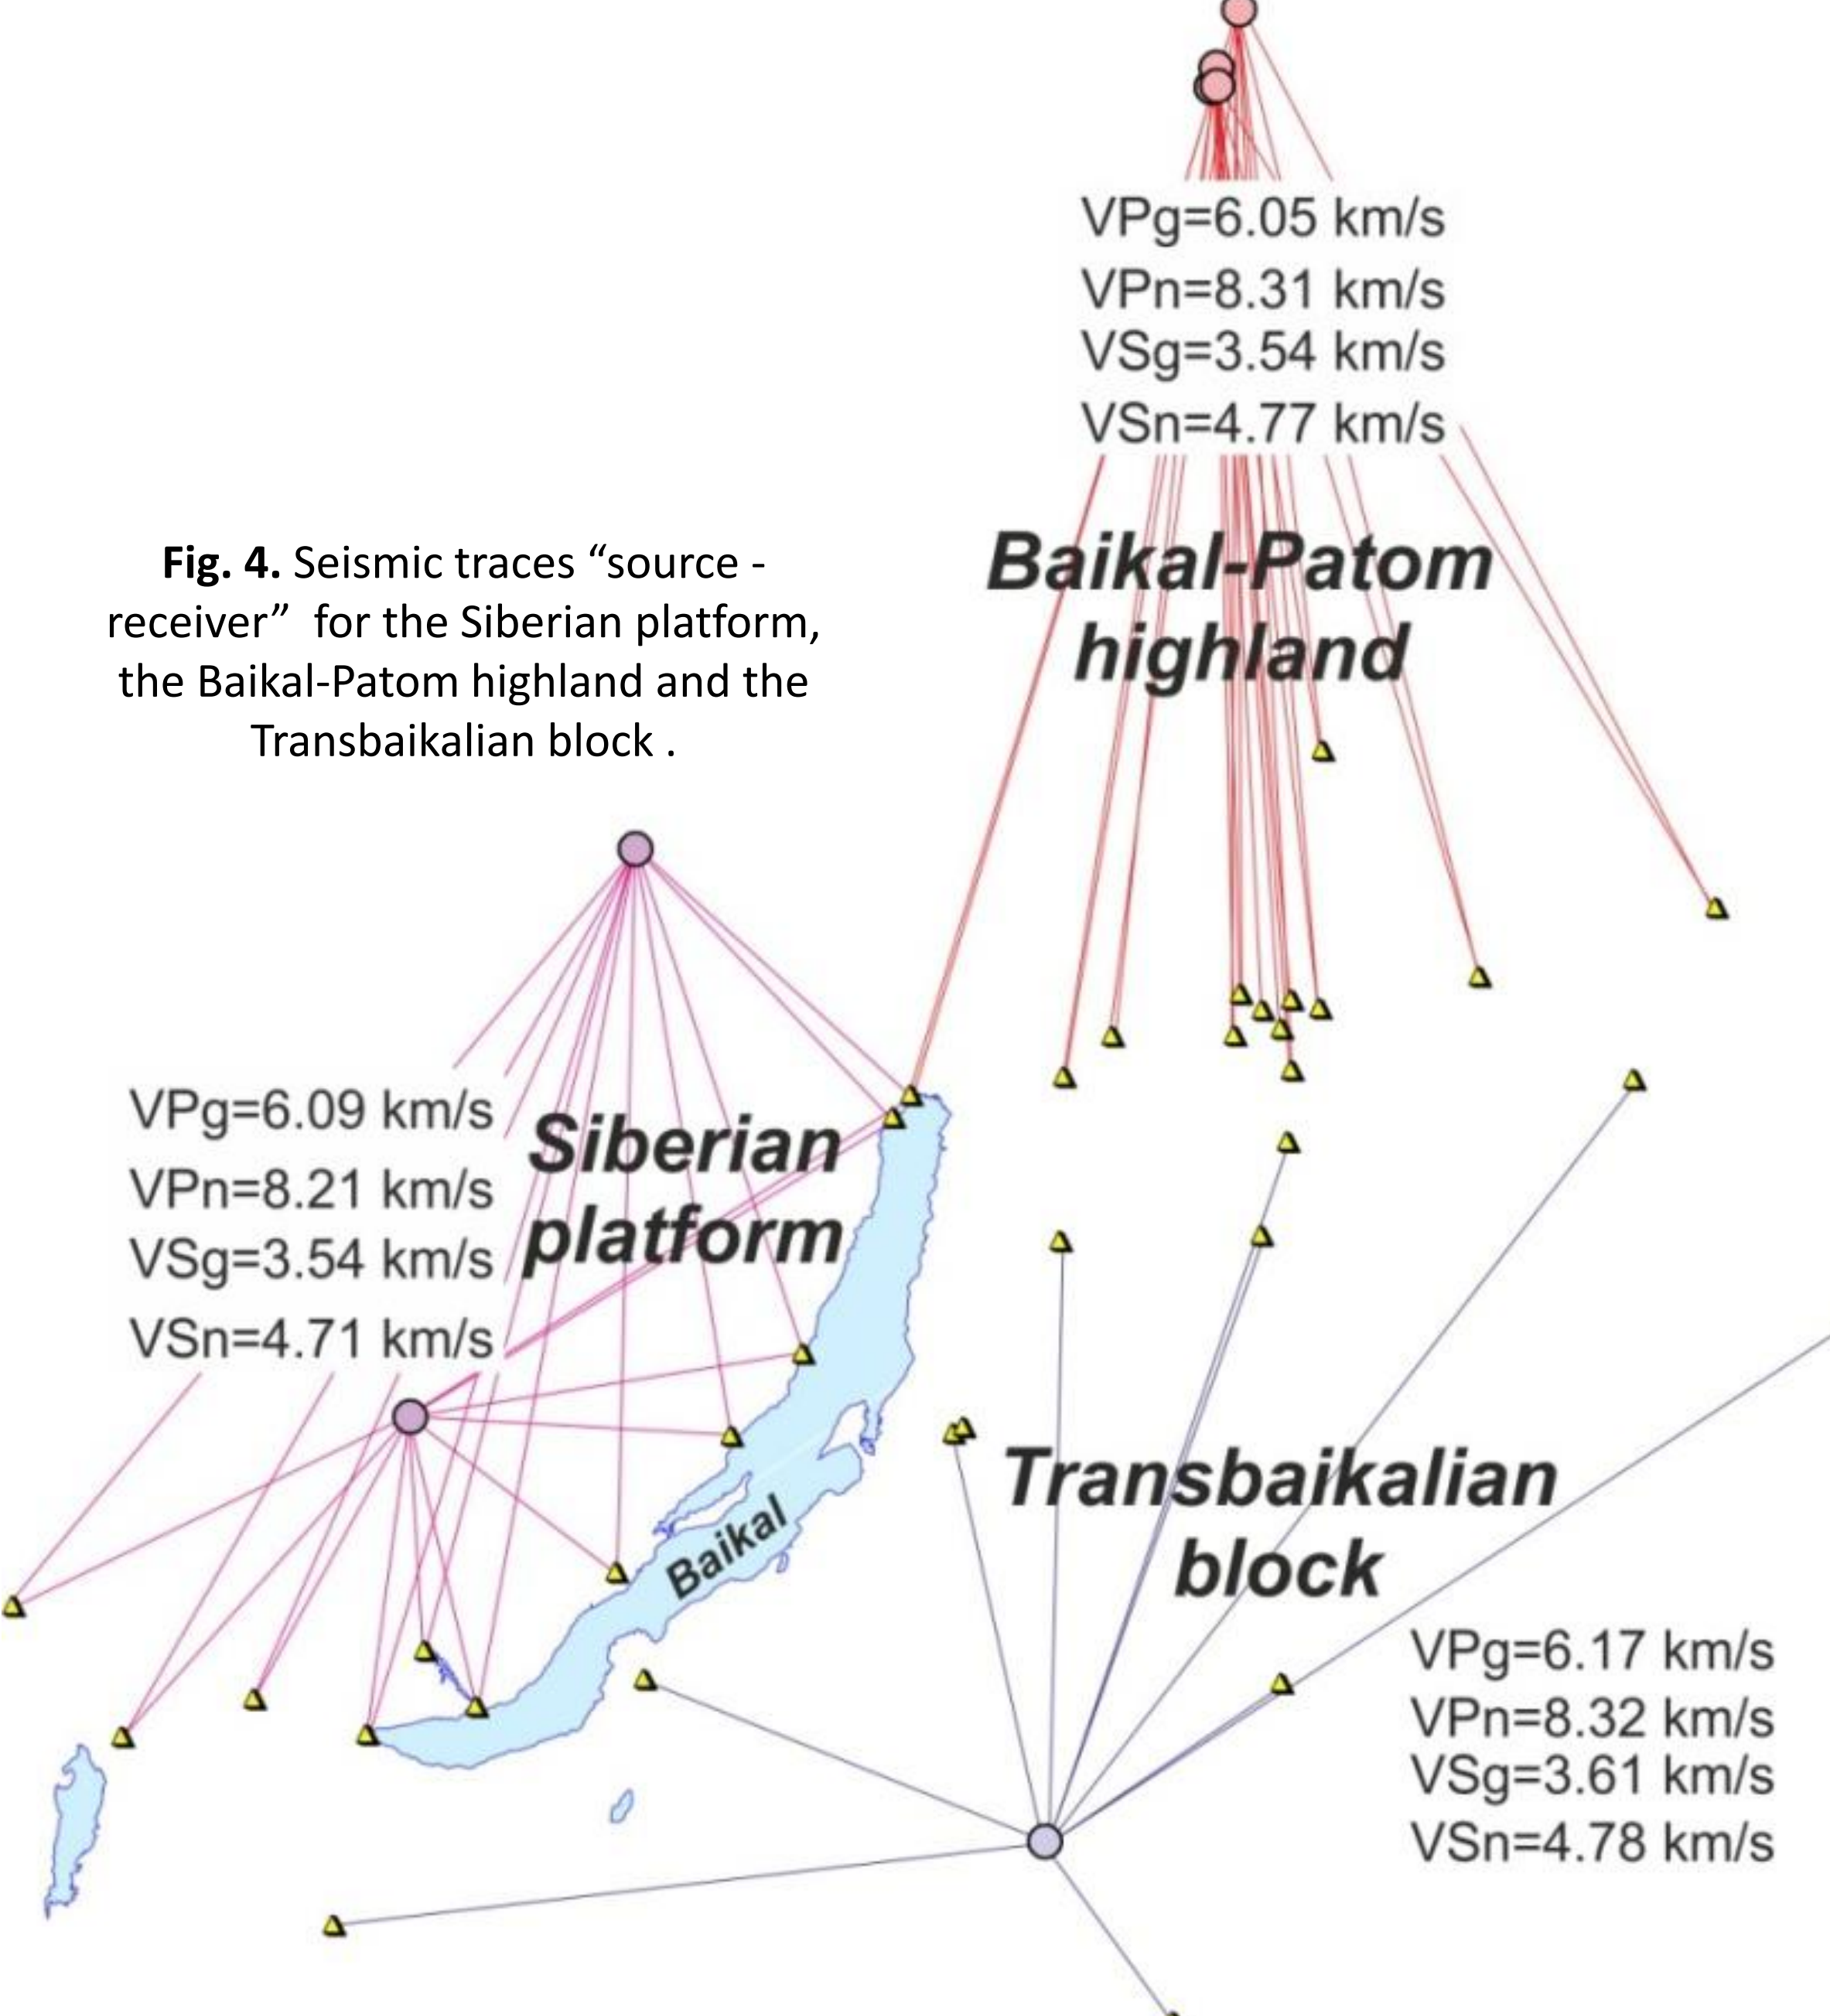 VPg=6.05 km/s
VPn=8.31 km/s
VSg=3.54 km/s
VSn=4.77 km/s
Baikal-Patom
highland
Fig. 4. Seismic traces “source -
receiver”  for the Siberian platform,
the Baikal-Patom highland and the
Transbaikalian block .
VPg=6.09 km/s
VPn=8.21 km/s
VSg=3.54 km/s
VSn=4.71 km/s
Siberian
platform
Baikal
Transbaikalian
block
VPg=6.17 km/s
VPn=8.32 km/s
VSg=3.61 km/s
VSn=4.78 km/s